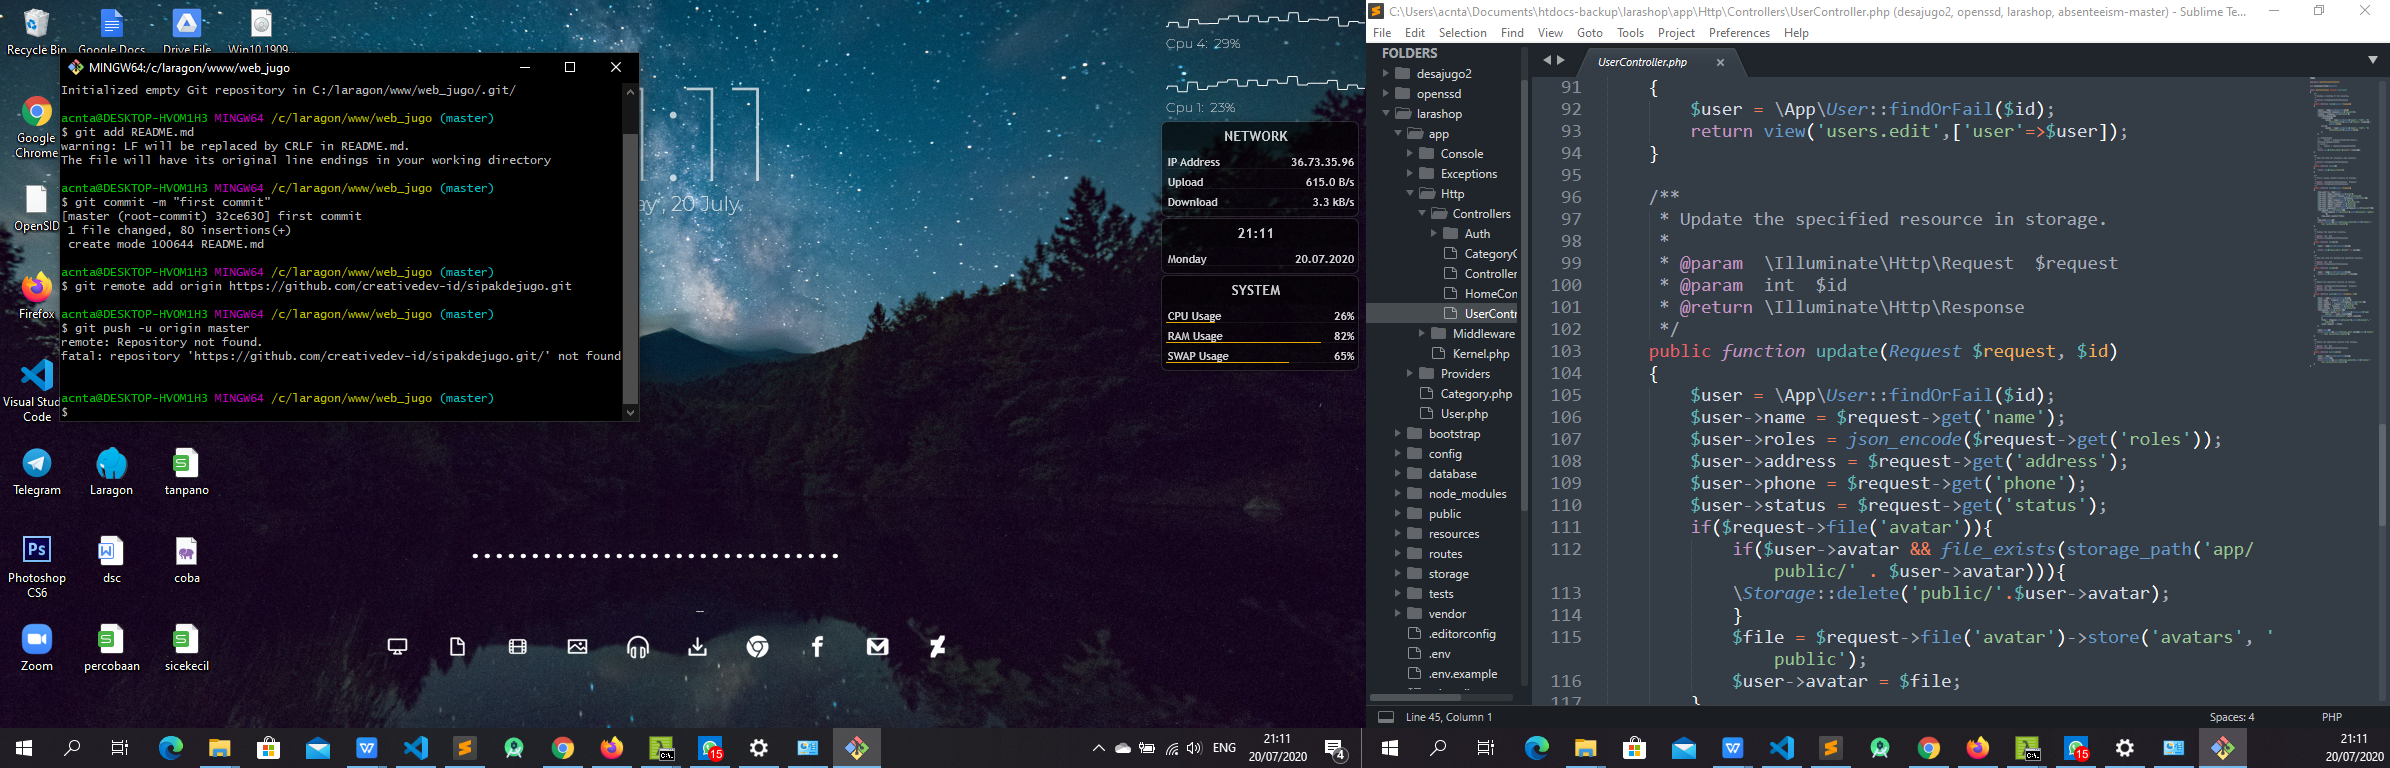 Recycle Bin
Google Docs
Drive File
Win10 1909...
Google Chrome
OpenSID
Firefox
Visual Stud
Code
Telegram
Laragon
tanpano
Photoshop CS6
dsc
coba
Zoom
percobaan
sicekecil
MINGW64:/c/laragon/www/web_jugo
Initialized empty Git repository in C:/laragon/www/web_jugo/.git/
acnta@DESKTOP-HVOM1H3 MINGW64 /c/laragon/www/web_jugo (master)
$ git add README.md
warning: LF will be replaced by CRLF in README.md.
The file will have its original line endings in your working directory
acnta@DESKTOP-HVOM1H3 MINGW64 /c/laragon/www/web_jugo (master)
$ git commit -m "first commit"
[master (root-commit) 32ce630] first commit
1 file changed, 80 insertions(+)
create mode 100644 README.md
acnta@DESKTOP-HVOM1H3 MINGW64 /c/laragon/www/web_jugo (master)
$ git remote add origin https://github.com/creativedev-id/sipakdejugo.git
acnta@DESKTOP-HVOM1H3 MINGW64 /c/laragon/www/web_jugo (master)
$ git push -u origin master
remote: Repository not found.
fatal: repository 'https://github.com/creativedev-id/sipakdejugo.git/' not found
acnta@DESKTOP-HVOM1H3 MINGW64 /c/laragon/www/web_jugo (master)
$
, 20 July.
Cpu 4: 29%
Cpu 1: 23%
NETWORK
IP Address 36.73.35.96
Upload 615.0 B/s
Download 3.3 kB/s
21:11
Monday 20.07.2020
SYSTEM
CPU Usage 26%
RAM Usage 82%
SWAP Usage 65%
15
ENG
21:11
20/07/2020
4
C:\Users\acnta\Documents\htdocs-backup\larashop\app\Http\Controllers\UserController.php (desajugo2, openssd, larashop, absenteeism-master) - Sublime Te...
File Edit Selection Find View Goto Tools Project Preferences Help
FOLDERS
desajugo2
openssd
larashop
app
Console
Exceptions
Http
Controllers
Auth
CategoryC
Controller
HomeCon
UserContr
Middleware
Kernel.php
Providers
Category.php
User.php
bootstrap
config
database
node_modules
public
resources
routes
storage
tests
vendor
.editorconfig
.env
.env.example
UserController.php
91 {
92 $user = \App\User::findOrFail($id);
93 return view('users.edit',['user'=>$user]);
94 }
95
96 /**
97 * Update the specified resource in storage.
98 *
99 * @param \Illuminate\Http\Request $request
100 * @param int $id
101 * @return \Illuminate\Http\Response
102 */
103 public function update(Request $request, $id)
104 {
105 $user = \App\User::findOrFail($id);
106 $user->name = $request->get('name');
107 $user->roles = json_encode($request->get('roles'));
108 $user->address = $request->get('address');
109 $user->phone = $request->get('phone');
110 $user->status = $request->get('status');
111 if($request->file('avatar')){
112 if($user->avatar && file_exists(storage_path('app/
public/' . $user->avatar))){
113 \Storage::delete('public/'.$user->avatar);
114 }
115 $file = $request->file('avatar')->store('avatars', '
public');
116 $user->avatar = $file;
117 }
Line 45, Column 1
Spaces: 4
PHP
15
21:11
20/07/2020